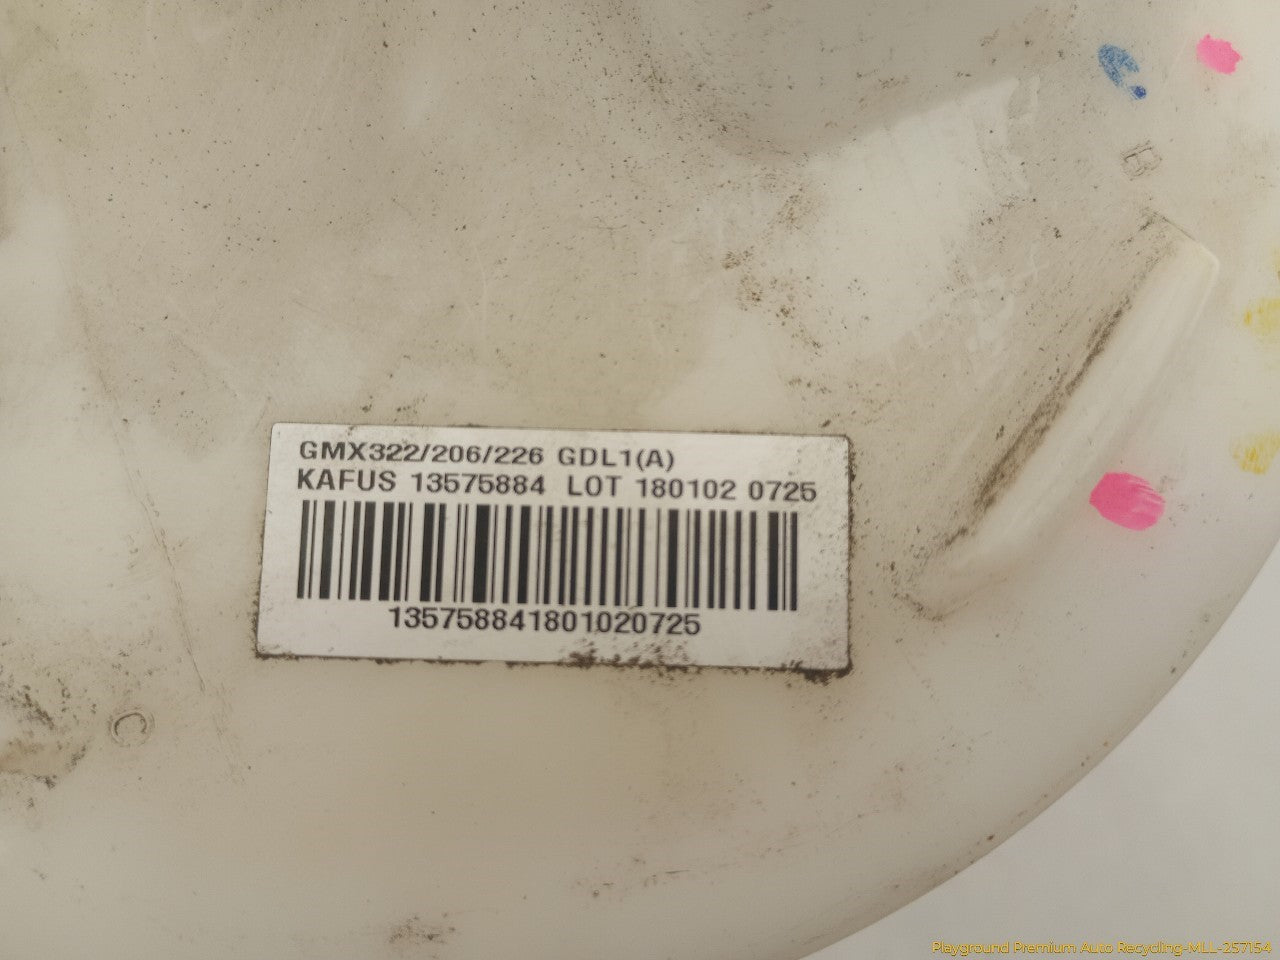 GMX322/206/226 GDL1(A)
KAFUS 13575884 LOT 180102 0725
135758841801020725
C
Playground Premium Auto Recycling-MLL-257154